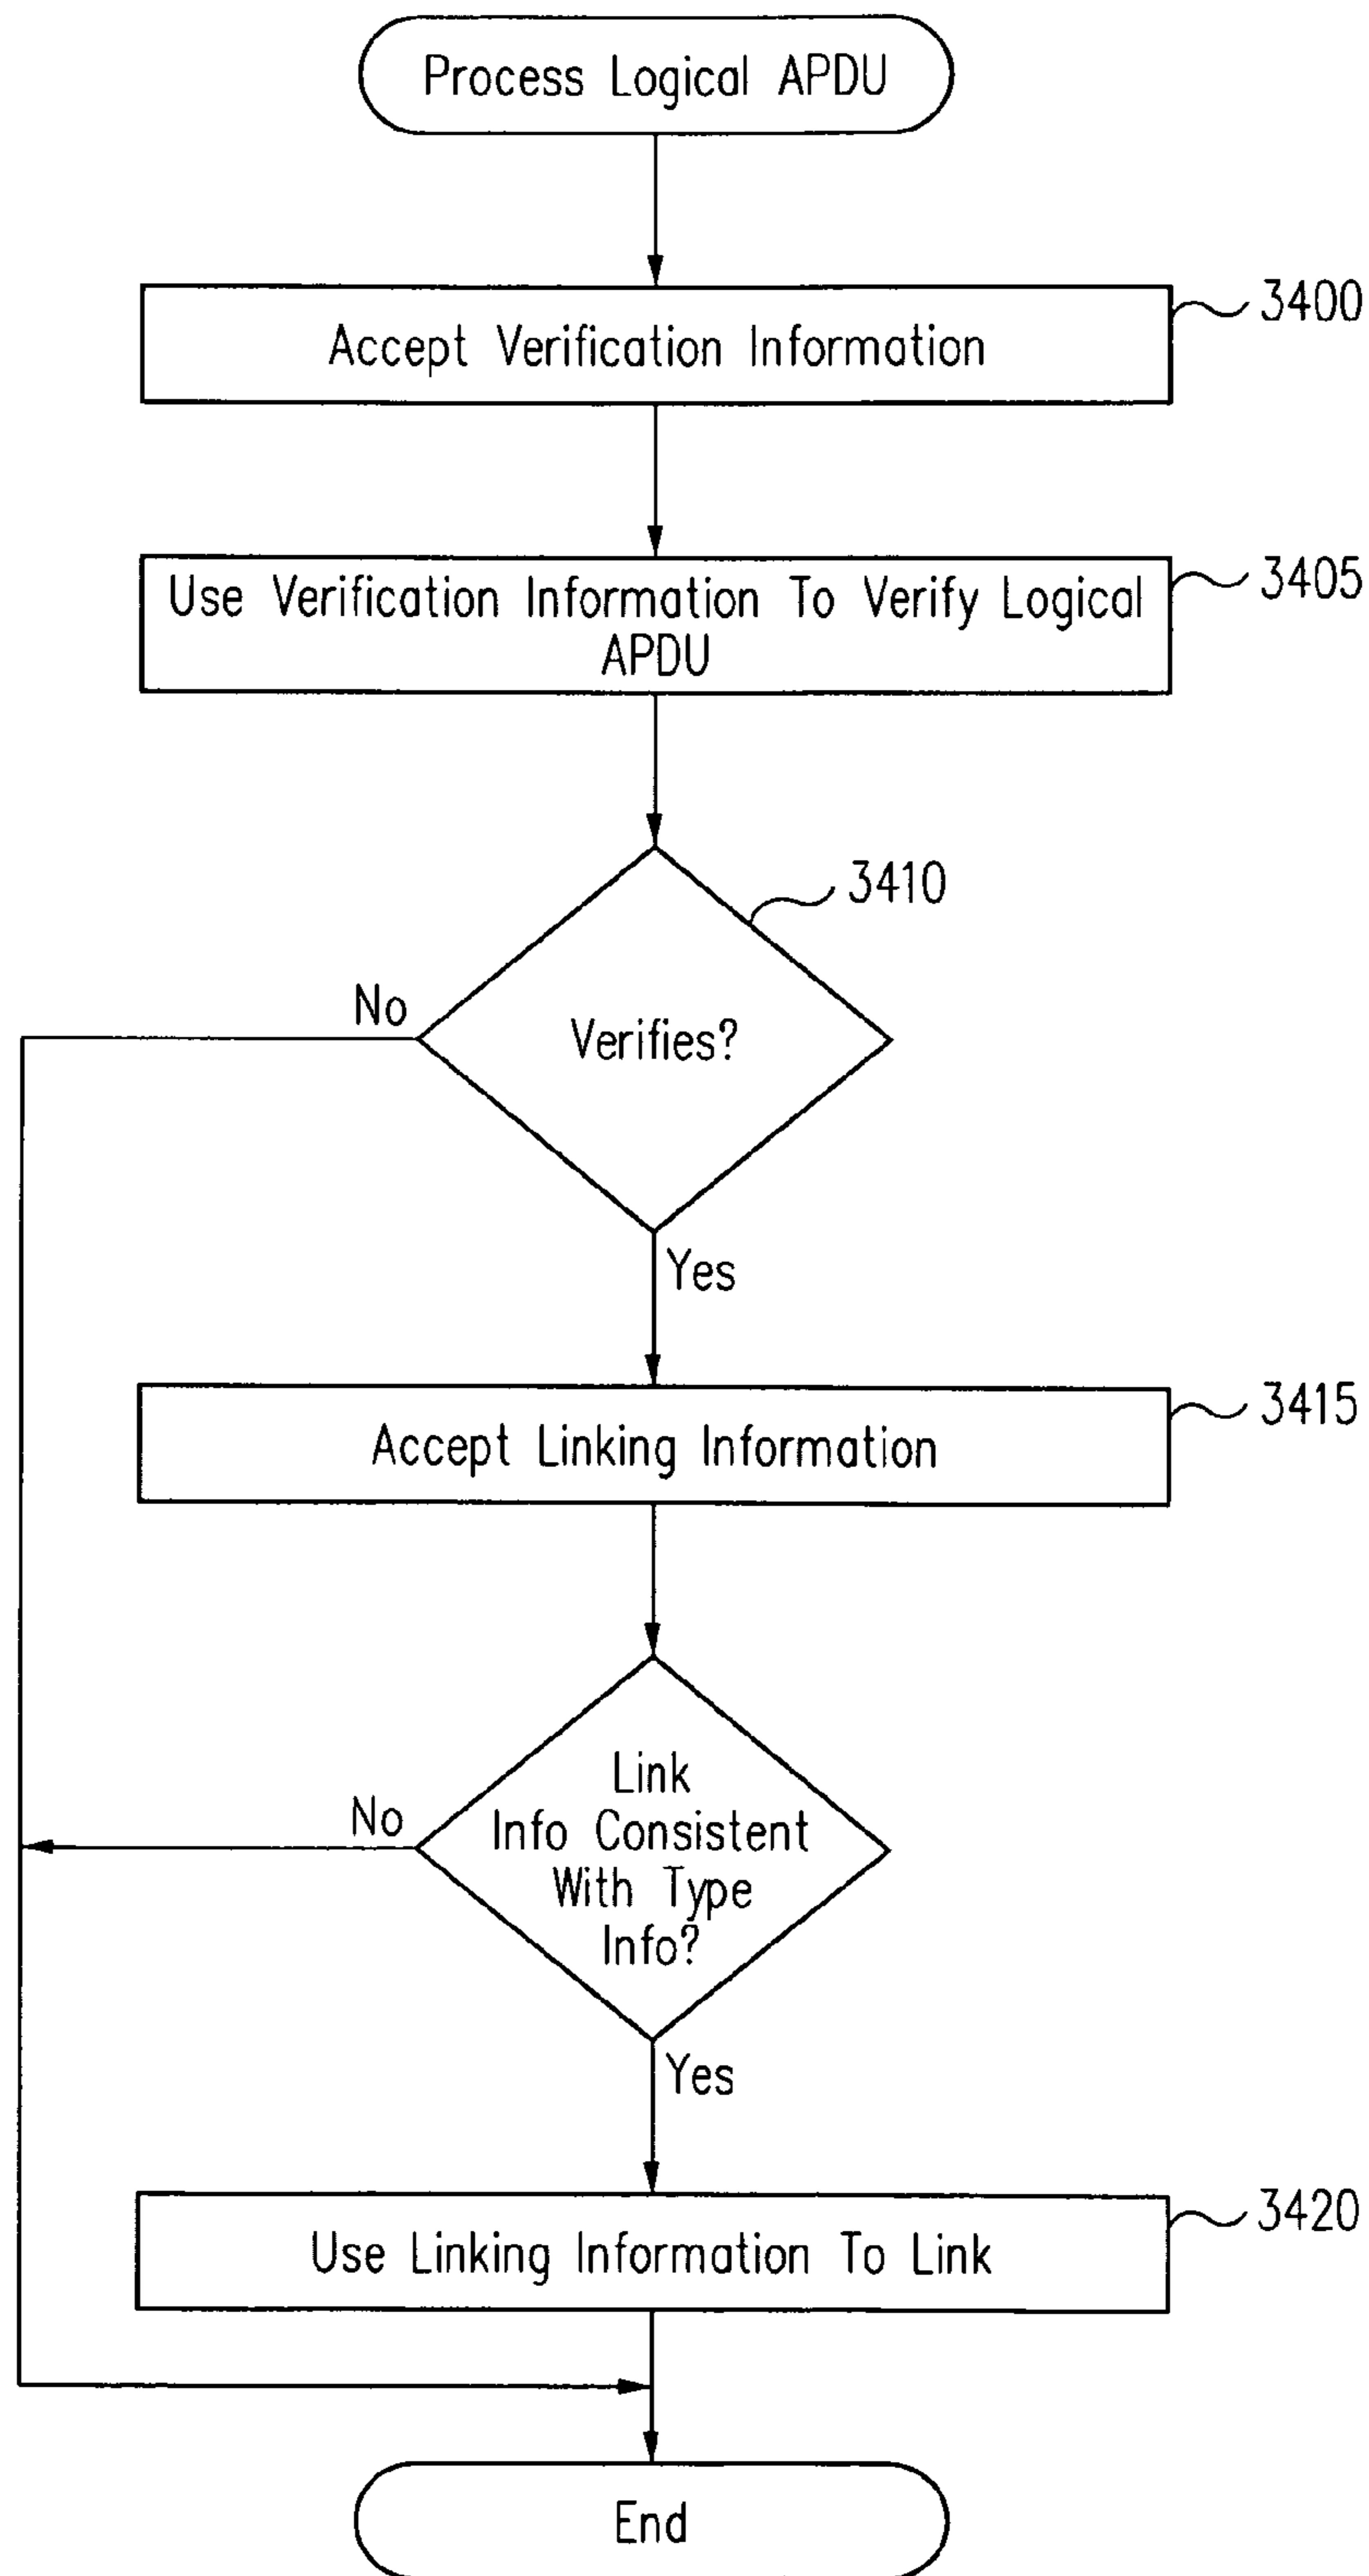 Process Logical APDU
3400
Accept Verification Information
3405
Use Verification Information To Verify Logical
APDU
3410
No
Verifies?
Yes
3415
Accept Linking Information
Link
No
Info Consistent
With Type
Info?
Yes
3420
Use Linking Information To Link
End